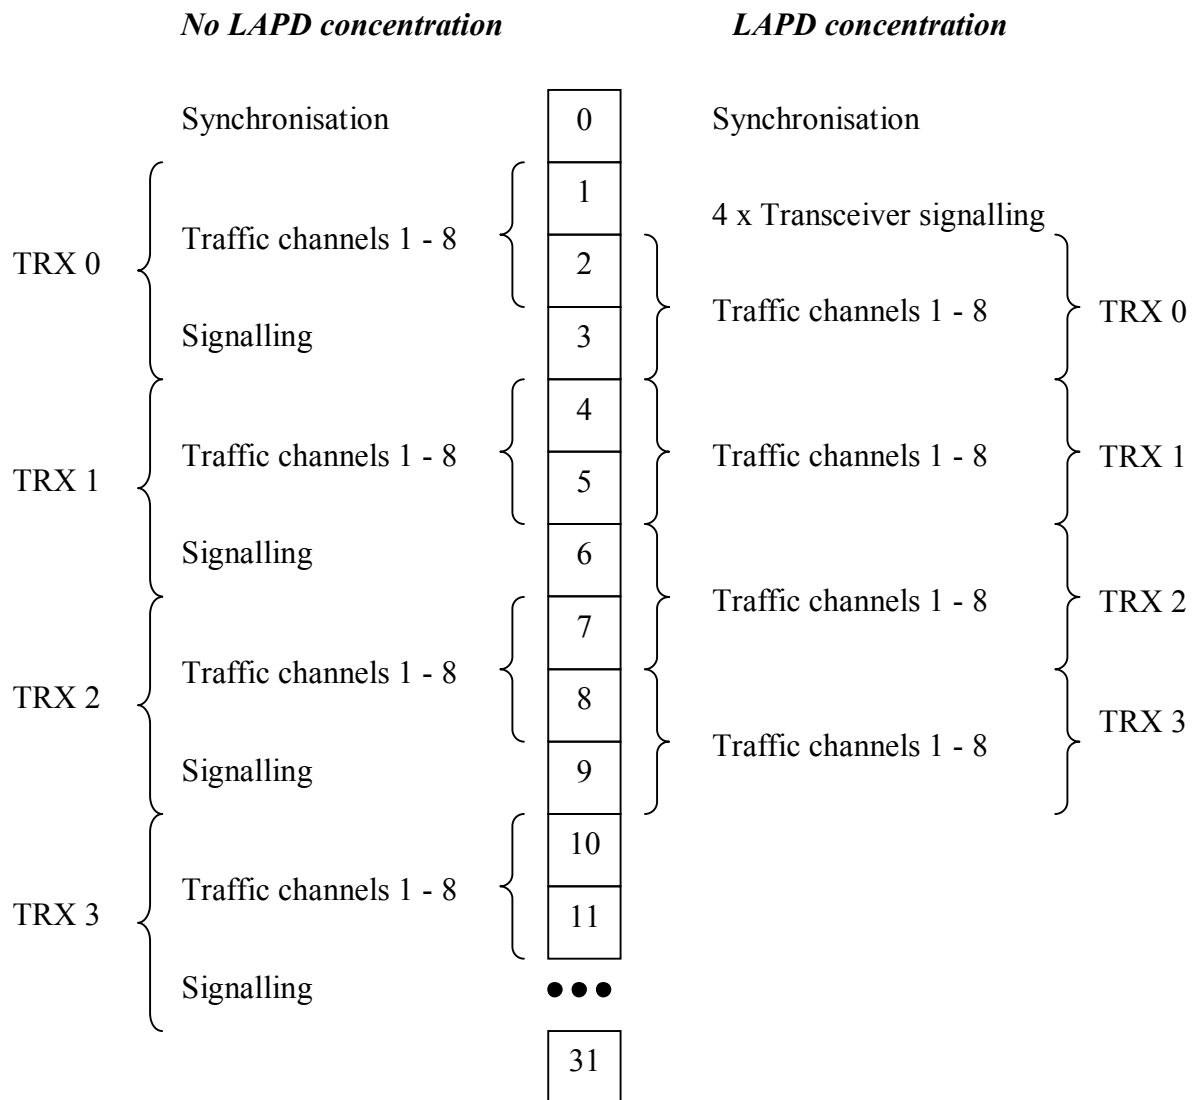 No LAPD concentration
LAPD concentration
Synchronisation
0
Synchronisation
1
4 x Transceiver signalling
Traffic channels 1 - 8
TRX 0
2
Traffic channels 1 - 8
TRX 0
Signalling
3
4
Traffic channels 1 - 8
Traffic channels 1 - 8
TRX 1
TRX 1
5
Signalling
6
Traffic channels 1 - 8
TRX 2
7
Traffic channels 1 - 8
TRX 2
8
TRX 3
Traffic channels 1 - 8
Signalling
9
10
Traffic channels 1 - 8
TRX 3
11
Signalling
•••
31